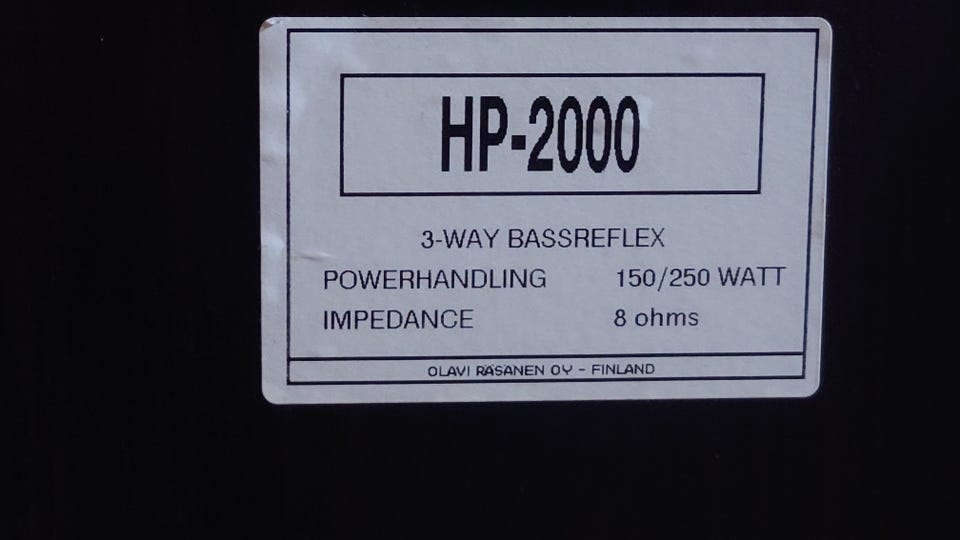 HP-2000
3-WAY BASSREFLEX
POWERHANDLING 150/250 WATT
IMPEDANCE 8 ohms
OLAVI RÄSÄNEN OY - FINLAND